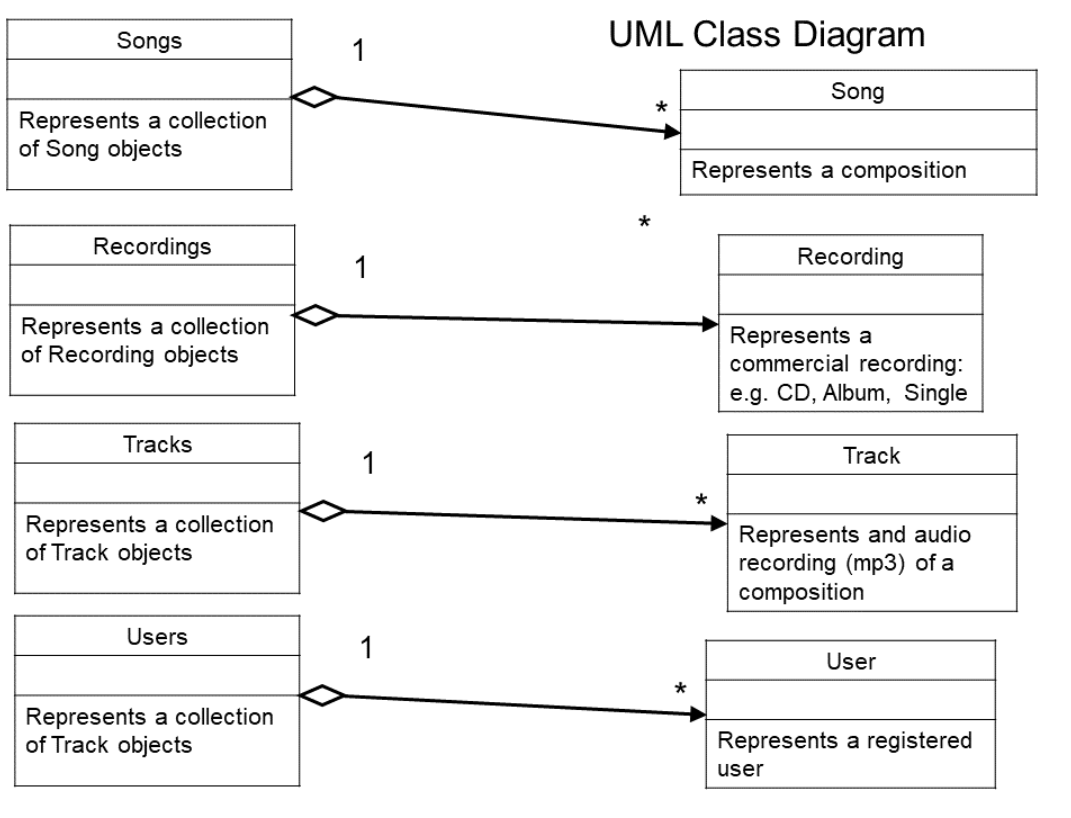 UML Class Diagram
Songs
Represents a collection
of Song objects
1
*
Song
Represents a composition
Recordings
Represents a collection
of Recording objects
1
*
Recording
Represents a
commercial recording:
e.g. CD, Album, Single
Tracks
Represents a collection
of Track objects
1
*
Track
Represents and audio
recording (mp3) of a
composition
Users
Represents a collection
of Track objects
1
*
User
Represents a registered
user